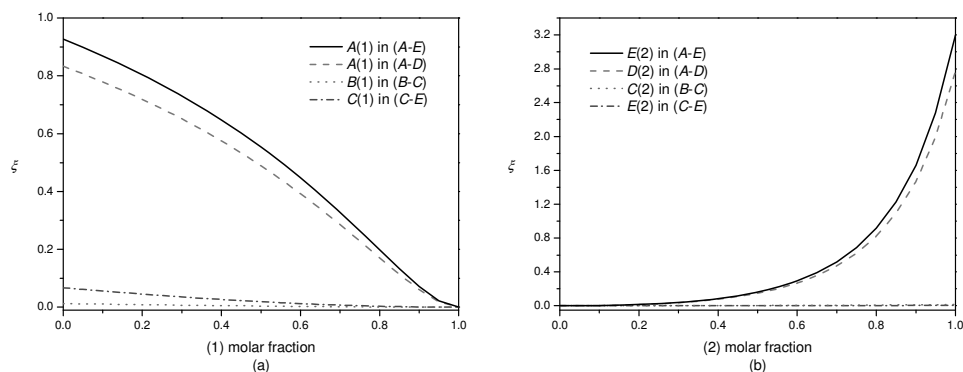 1.0
0.8
0.6
0.4
0.2
0.0
ξ
0.0 0.2 0.4 0.6 0.8 1.0
(1) molar fraction
(a)
A(1) in (A-E)
A(1) in (A-D)
B(1) in (B-C)
C(1) in (C-E)
3.2
2.8
2.4
2.0
1.6
1.2
0.8
0.4
0.0
ξ
0.0 0.2 0.4 0.6 0.8 1.0
(2) molar fraction
(b)
E(2) in (A-E)
D(2) in (A-D)
C(2) in (B-C)
E(2) in (C-E)